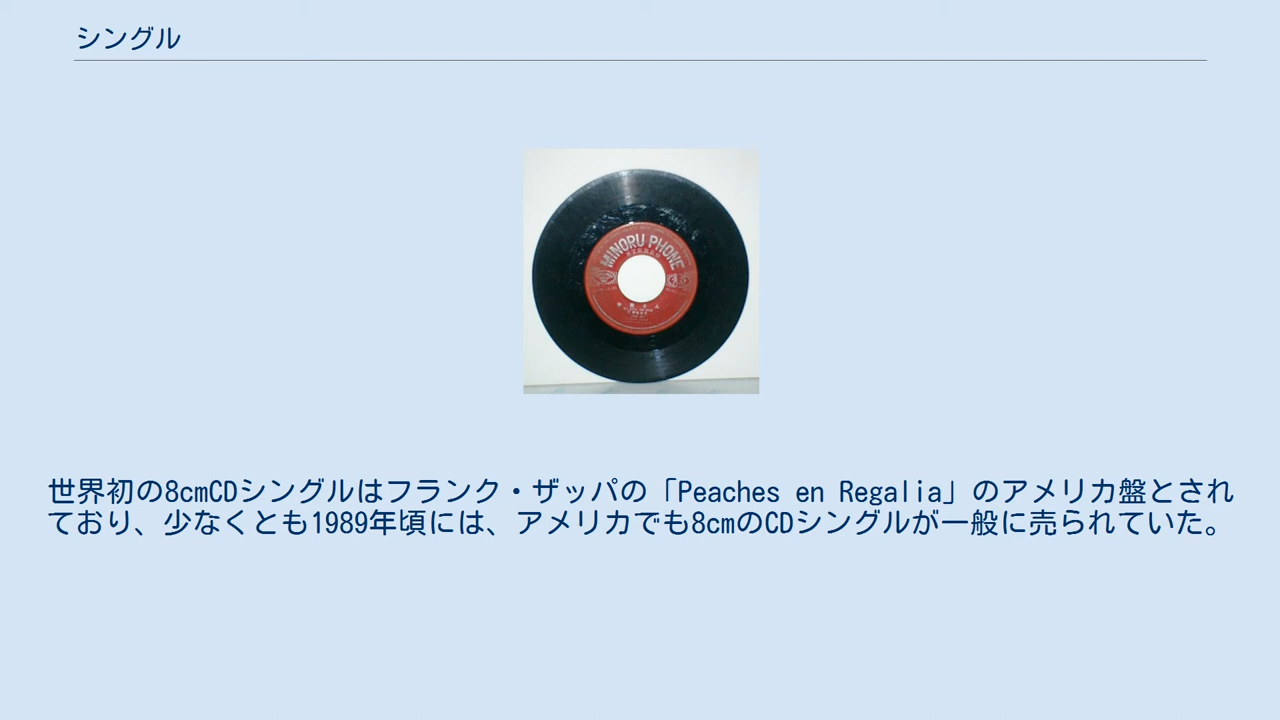 シングル
MINORU PHONE
STEREO
世界初の8cmCDシングルはフランク・ザッパの「Peaches en Regalia」のアメリカ盤とされ
ており、少なくとも1989年頃には、アメリカでも8cmのCDシングルが一般に売られていた。